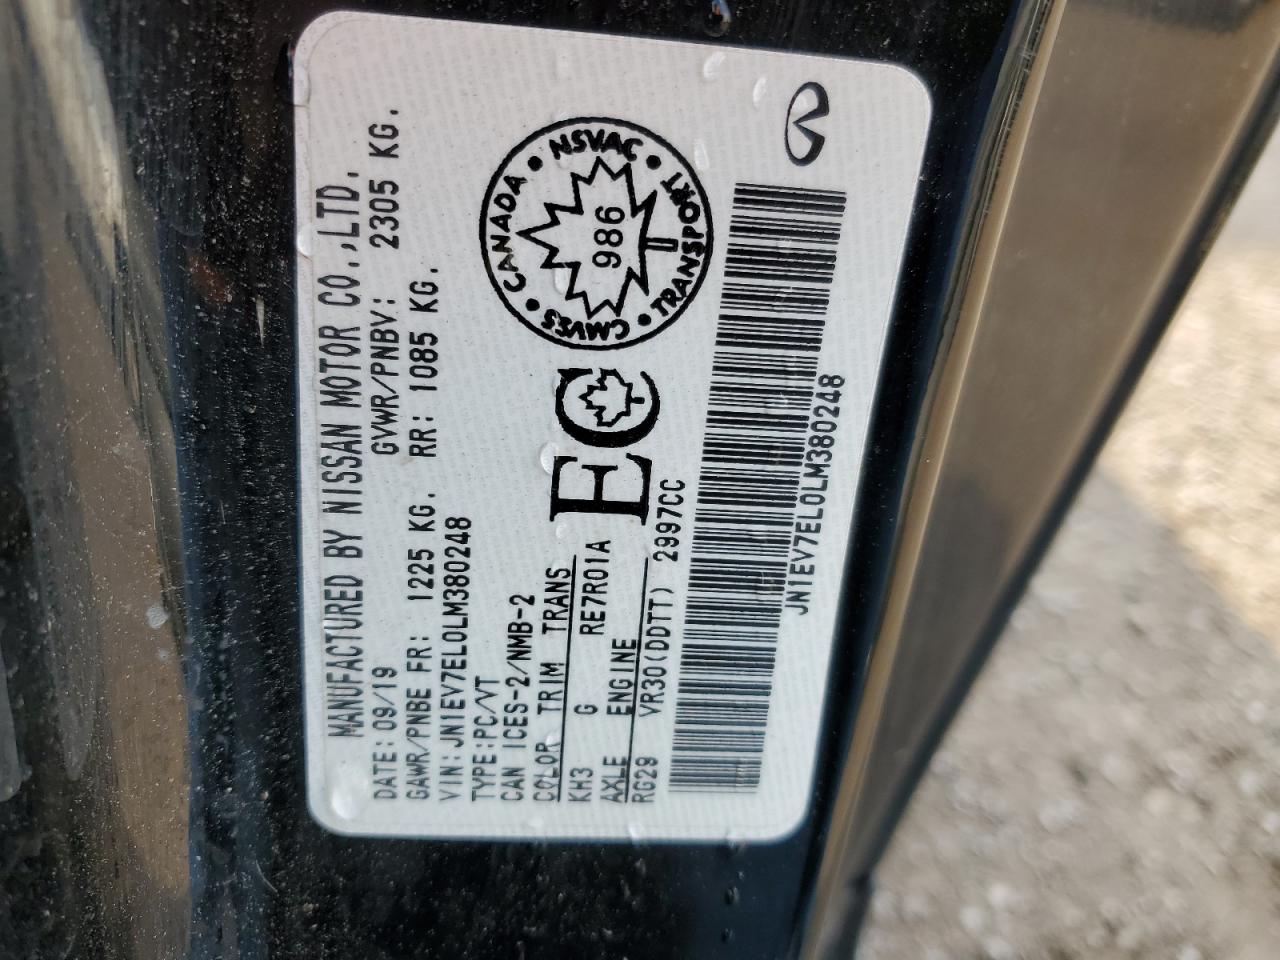 MANUFACTURED BY NISSAN MOTOR CO.,LTD.
DATE: 09/19 GVWR/PNBV: 2305 KG.
GAWR/PNBE FR: 1225 KG. RR: 1085 KG.
VIN: JN1EV7EL0LM380248
TYPE:PC/VT
CAN ICES-2/NMB-2
COLOR TRIM TRANS
KH3 G RE7R01A
AXLE ENGINE
RG29 VR30(DDTT) 2997CC
EC
CANADA • NSVAC • TRANSPORT • CMVSS •
986
JN1EV7EL0LM380248